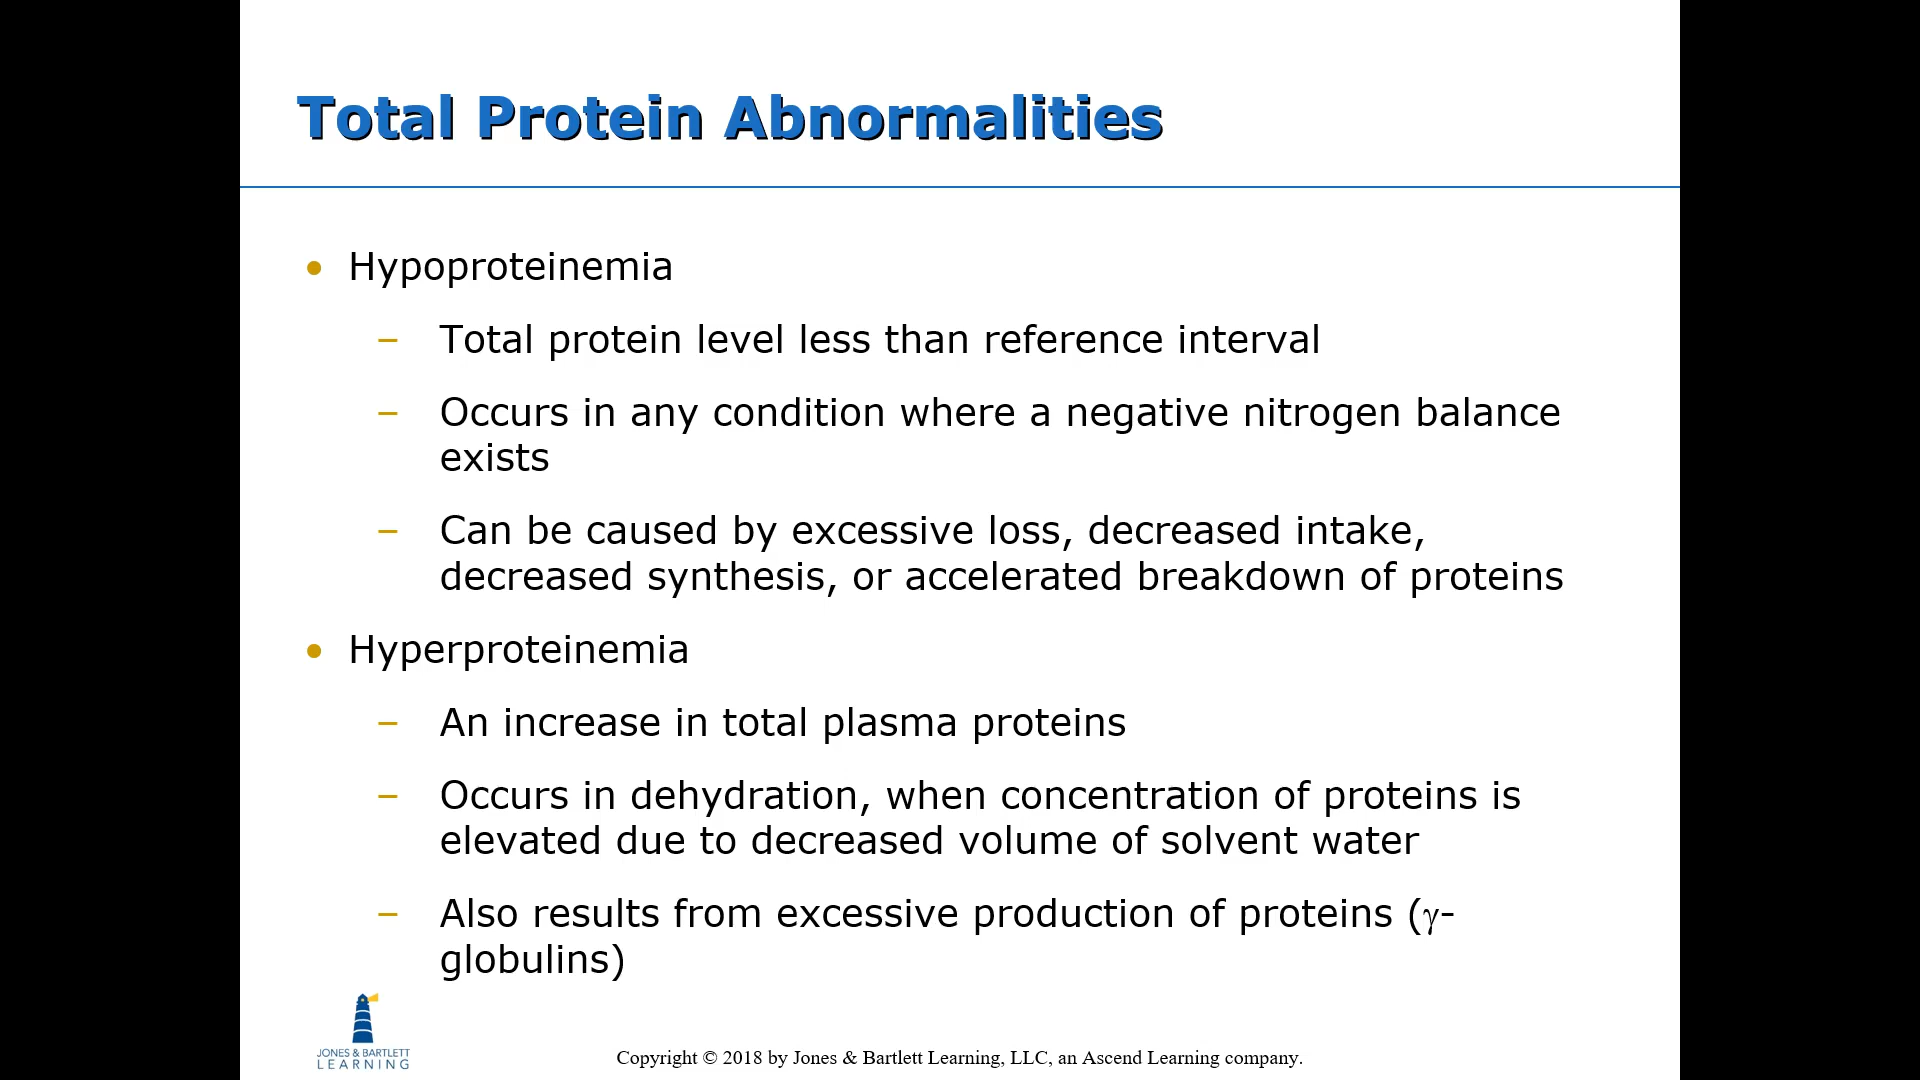 Total Protein Abnormalities
• Hypoproteinemia
– Total protein level less than reference interval
– Occurs in any condition where a negative nitrogen balance
exists
– Can be caused by excessive loss, decreased intake,
decreased synthesis, or accelerated breakdown of proteins
• Hyperproteinemia
– An increase in total plasma proteins
– Occurs in dehydration, when concentration of proteins is
elevated due to decreased volume of solvent water
– Also results from excessive production of proteins (γ-
globulins)
JONES & BARTLETT
LEARNING
Copyright © 2018 by Jones & Bartlett Learning, LLC, an Ascend Learning company.